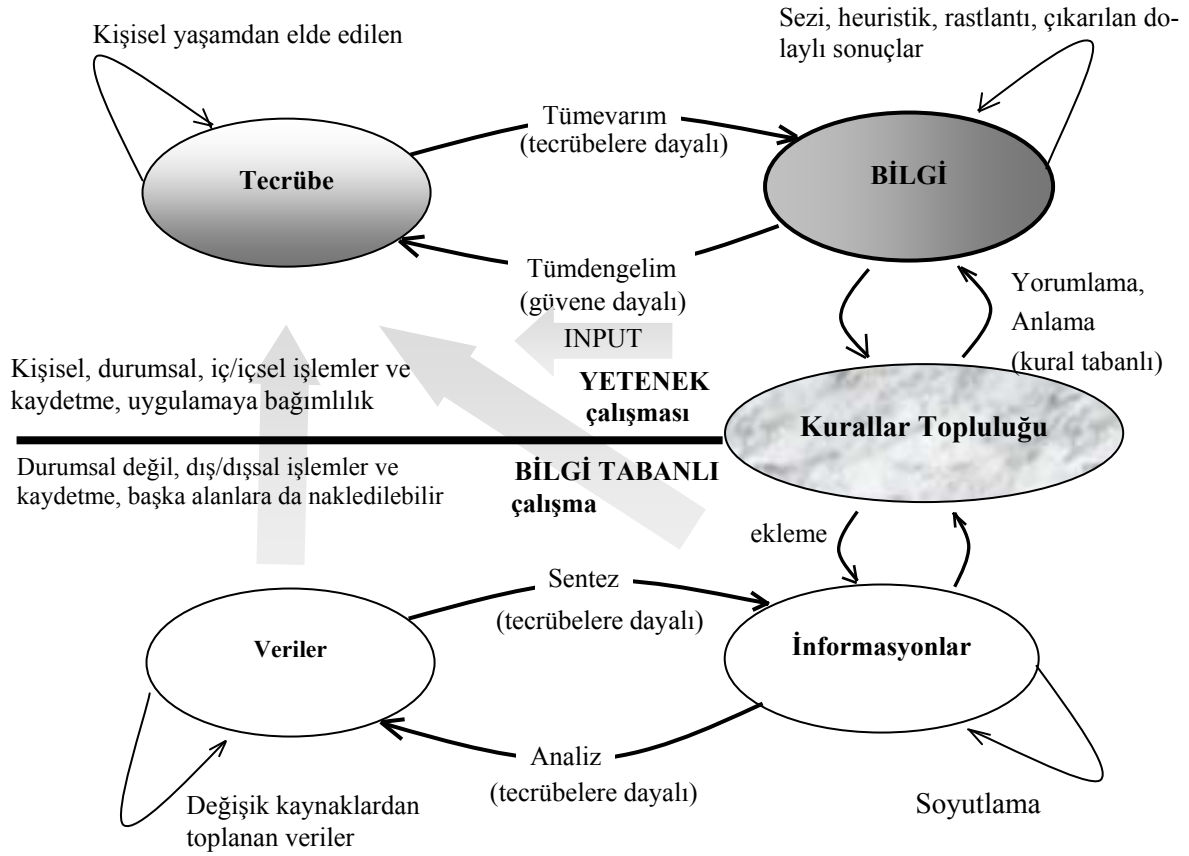 Sezi, heuristik, rastlantı, çıkarılan do-
laylı sonuçlar
Kişisel yaşamdan elde edilen
Tümevarım
(tecrübelere dayalı)
Tecrübe
BİLGİ
Tümdengelim
(güvene dayalı)
INPUT
Yorumlama,
Anlama
(kural tabanlı)
Kişisel, durumsal, iç/içsel işlemler ve
kaydetme, uygulamaya bağımlılık
YETENEK
çalışması
Kurallar Topluluğu
Durumsal değil, dış/dışsal işlemler ve
kaydetme, başka alanlara da nakledilebilir
BİLGİ TABANLI
çalışma
ekleme
Sentez
(tecrübelere dayalı)
Veriler
İnformasyonlar
Analiz
(tecrübelere dayalı)
Değişik kaynaklardan
toplanan veriler
Soyutlama